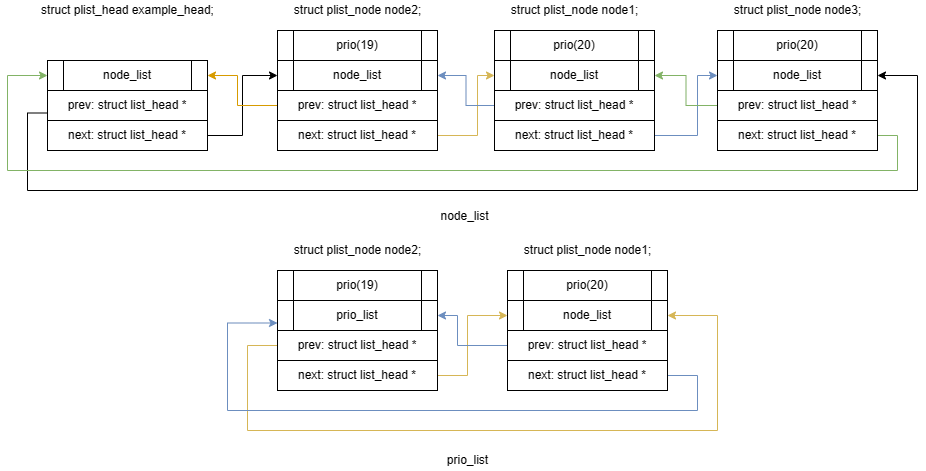 struct plist_head example_head;
struct plist_node node2;
struct plist_node node1;
struct plist_node node3;
prio(19)
prio(20)
prio(20)
node_list
node_list
node_list
node_list
prev: struct list_head *
prev: struct list_head *
prev: struct list_head *
prev: struct list_head *
next: struct list_head *
next: struct list_head *
next: struct list_head *
next: struct list_head *
node_list
struct plist_node node2;
struct plist_node node1;
prio(19)
prio(20)
prio_list
node_list
prev: struct list_head *
prev: struct list_head *
next: struct list_head *
next: struct list_head *
prio_list